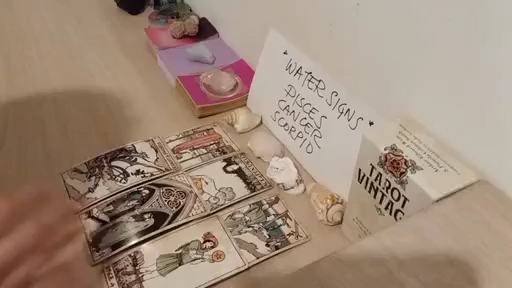 * WATER SIGNS
PISCES
CANCER
SCORPIO *
TAROT
VINTAG